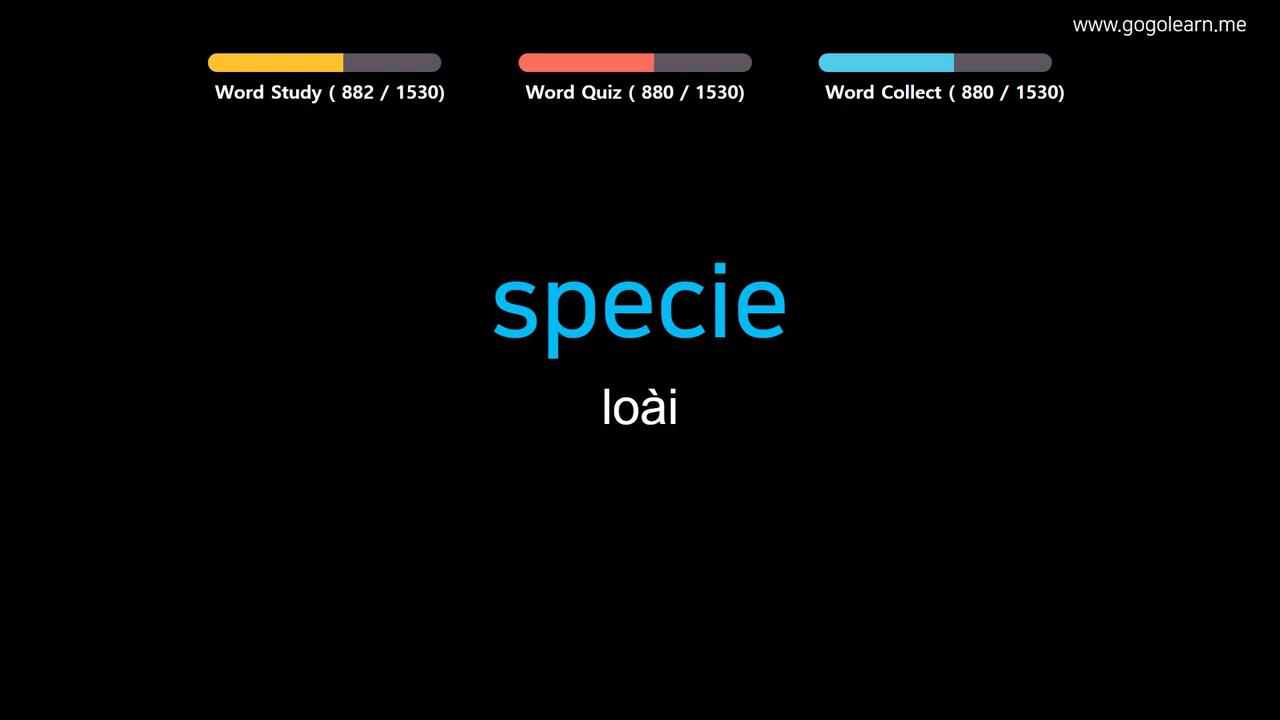 www.gogolearn.me
Word Study ( 882 / 1530)
Word Quiz ( 880 / 1530)
Word Collect ( 880 / 1530)
specie
loài